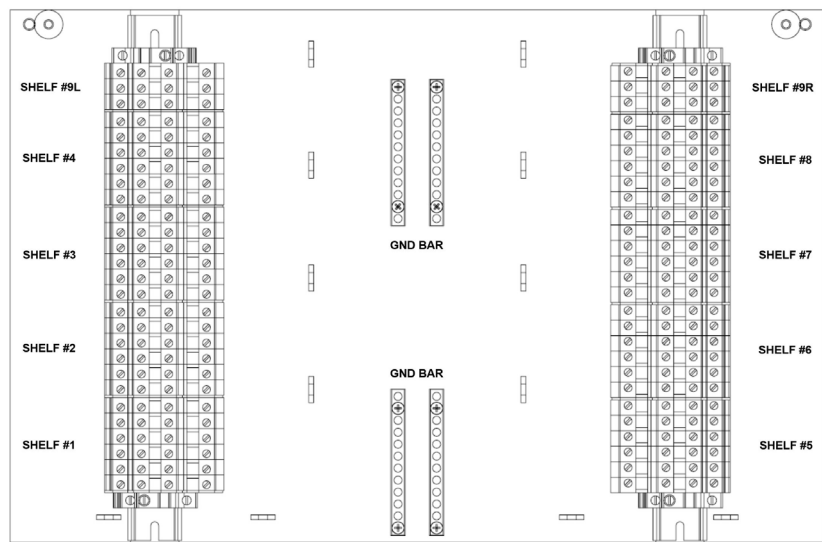 SHELF #9L
SHELF #9R
SHELF #4
SHELF #8
GND BAR
SHELF #3
SHELF #7
SHELF #2
SHELF #6
GND BAR
SHELF #1
SHELF #5